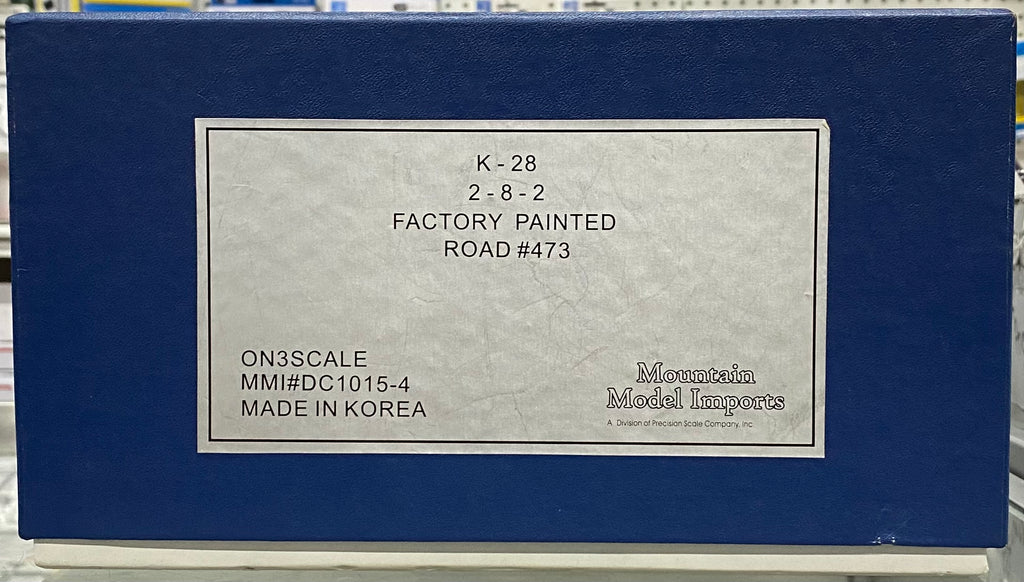 K-28
2-8-2
FACTORY PAINTED
ROAD #473
ON3SCALE
MMI#DC1015-4
MADE IN KOREA
Mountain
Model Imports
A Division of Precision Scale Company, Inc.